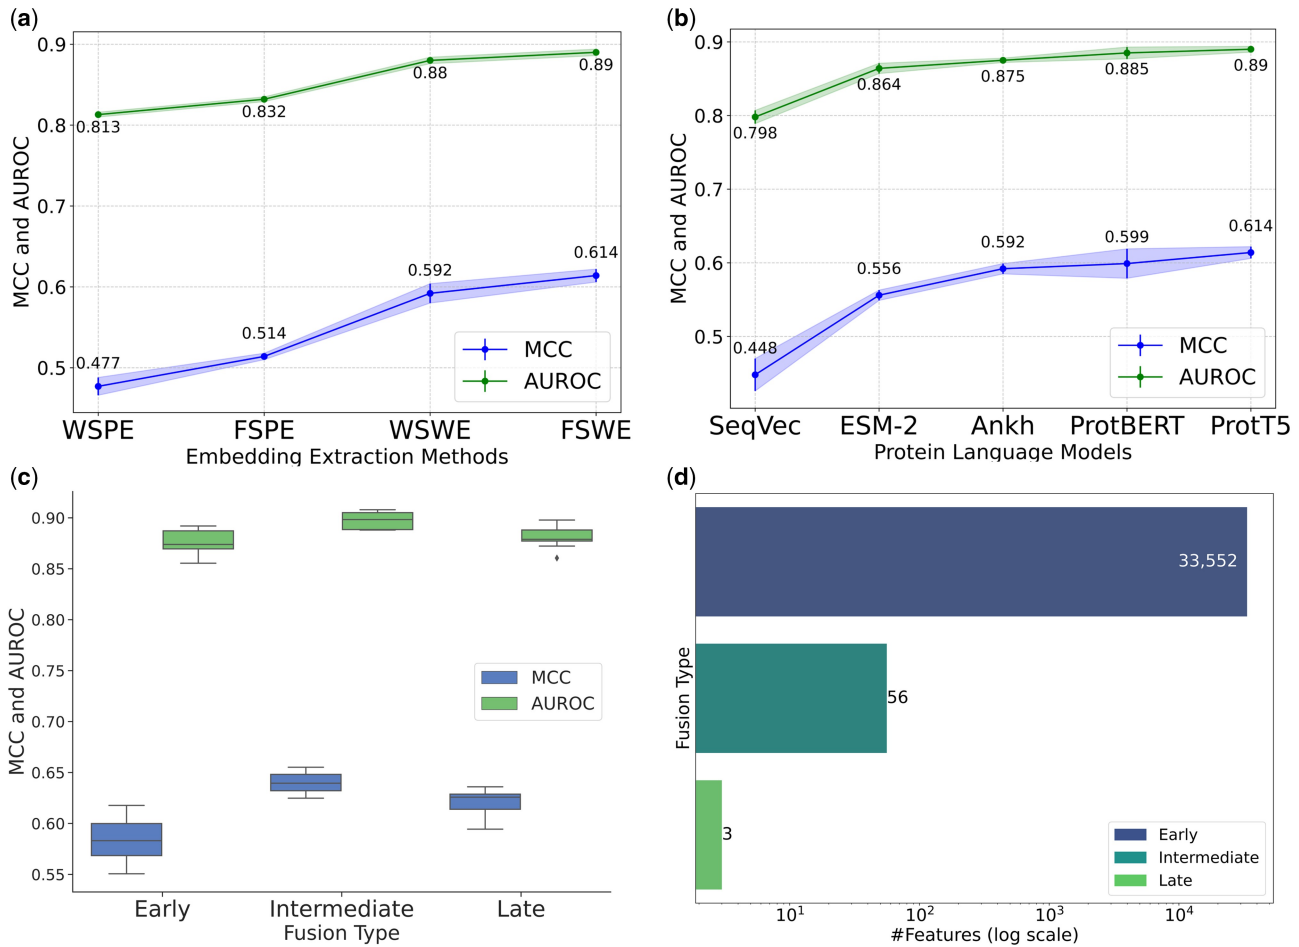 (a)
0.9
0.8
0.7
0.6
0.5
MCC and AUROC
0.813
0.832
0.88
0.89
0.477
0.514
0.592
0.614
MCC
AUROC
WSPE FSPE WSWE FSWE
Embedding Extraction Methods
(b)
0.9
0.8
0.7
0.6
0.5
MCC and AUROC
0.798
0.864
0.875
0.885
0.89
0.448
0.556
0.592
0.599
0.614
MCC
AUROC
SeqVec ESM-2 Ankh ProtBERT ProtT5
Protein Language Models
(c)
0.90
0.85
0.80
0.75
0.70
0.65
0.60
0.55
MCC and AUROC
MCC
AUROC
Early Intermediate Late
Fusion Type
(d)
Fusion Type
33,552
56
3
Early
Intermediate
Late
10¹ 10² 10³ 10⁴
#Features (log scale)